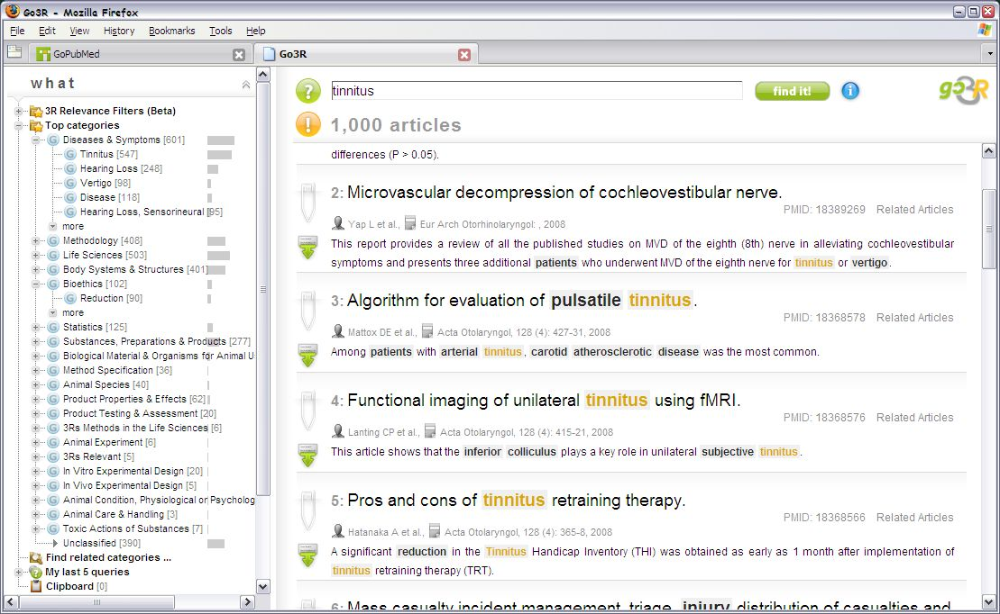 Go3R - Mozilla Firefox
File Edit View History Bookmarks Tools Help
GoPubMed
Go3R
what
3R Relevance Filters (Beta)
Top categories
Diseases & Symptoms [601]
Tinnitus [547]
Hearing Loss [248]
Vertigo [98]
Disease [118]
Hearing Loss, Sensorineural [95]
more
Methodology [408]
Life Sciences [503]
Body Systems & Structures [401]
Bioethics [102]
Reduction [90]
more
Statistics [125]
Substances, Preparations & Products [277]
Biological Material & Organisms for Animal U
Method Specification [36]
Animal Species [40]
Product Properties & Effects [62]
Product Testing & Assessment [20]
3Rs Methods in the Life Sciences [6]
Animal Experiment [6]
3Rs Relevant [5]
In Vitro Experimental Design [20]
In Vivo Experimental Design [5]
Animal Condition, Physiological or Psycholog
Animal Care & Handling [3]
Toxic Actions of Substances [7]
Unclassified [390]
Find related categories ...
My last 5 queries
Clipboard [0]
tinnitus
find it!
go3R
1,000 articles
differences (P > 0.05).
2: Microvascular decompression of cochleovestibular nerve.
PMID: 18389269 Related Articles
Yap L et al., Eur Arch Otorhinolaryngol: , 2008
This report provides a review of all the published studies on MVD of the eighth (8th) nerve in alleviating cochleovestibular
symptoms and presents three additional patients who underwent MVD of the eighth nerve for tinnitus or vertigo.
3: Algorithm for evaluation of pulsatile tinnitus.
PMID: 18368578 Related Articles
Mattox DE et al., Acta Otolaryngol, 128 (4): 427-31, 2008
Among patients with arterial tinnitus, carotid atherosclerotic disease was the most common.
4: Functional imaging of unilateral tinnitus using fMRI.
PMID: 18368576 Related Articles
Lanting CP et al., Acta Otolaryngol, 128 (4): 415-21, 2008
This article shows that the inferior colliculus plays a key role in unilateral subjective tinnitus.
5: Pros and cons of tinnitus retraining therapy.
PMID: 18368566 Related Articles
Hatanaka A et al., Acta Otolaryngol, 128 (4): 365-8, 2008
A significant reduction in the Tinnitus Handicap Inventory (THI) was obtained as early as 1 month after implementation of
tinnitus retraining therapy (TRT).
6: Mass casualty incident management, triage, injury distribution of casualties and